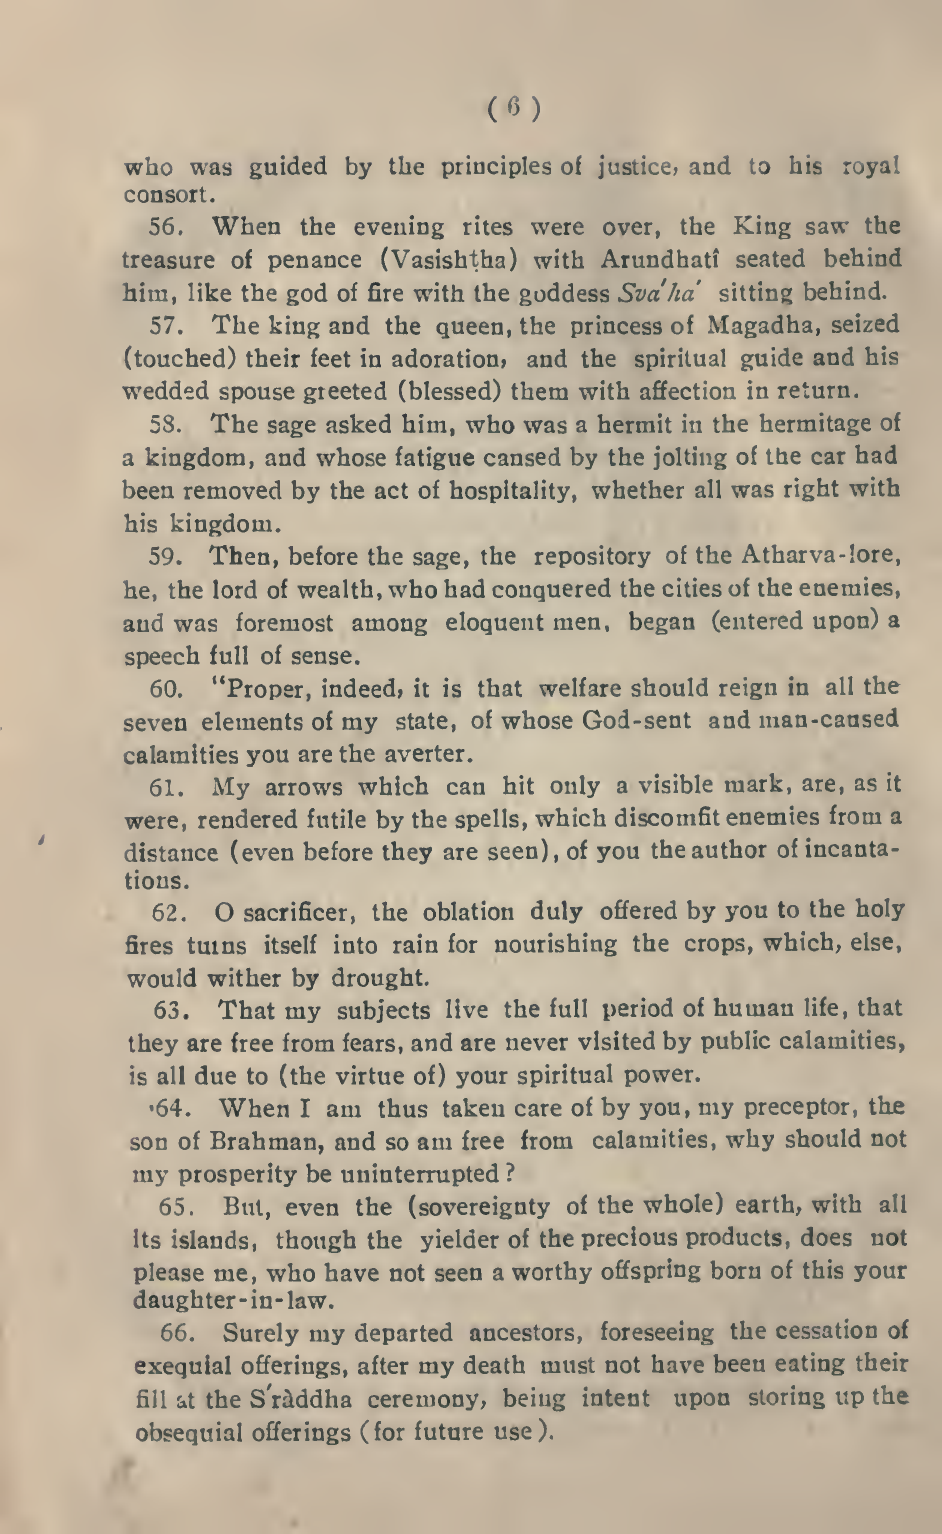 ( 6 )
who was guided by the principles of justice, and to his royal
consort.
56. When the evening rites were over, the King saw the
treasure of penance (Vasishṭha) with Arundhatî seated behind
him, like the god of fire with the goddess Sva'ha' sitting behind.
57. The king and the queen, the princess of Magadha, seized
(touched) their feet in adoration, and the spiritual guide and his
wedded spouse greeted (blessed) them with affection in return.
58. The sage asked him, who was a hermit in the hermitage of
a kingdom, and whose fatigue cansed by the jolting of the car had
been removed by the act of hospitality, whether all was right with
his kingdom.
59. Then, before the sage, the repository of the Atharva-lore,
he, the lord of wealth, who had conquered the cities of the enemies,
and was foremost among eloquent men, began (entered upon) a
speech full of sense.
60. "Proper, indeed, it is that welfare should reign in all the
seven elements of my state, of whose God-sent and man-caused
calamities you are the averter.
61. My arrows which can hit only a visible mark, are, as it
were, rendered futile by the spells, which discomfit enemies from a
distance (even before they are seen), of you the author of incanta-
tions.
62. O sacrificer, the oblation duly offered by you to the holy
fires turns itself into rain for nourishing the crops, which, else,
would wither by drought.
63. That my subjects live the full period of human life, that
they are free from fears, and are never visited by public calamities,
is all due to (the virtue of) your spiritual power.
64. When I am thus taken care of by you, my preceptor, the
son of Brahman, and so am free from calamities, why should not
my prosperity be uninterrupted ?
65. But, even the (sovereignty of the whole) earth, with all
its islands, though the yielder of the precious products, does not
please me, who have not seen a worthy offspring born of this your
daughter-in-law.
66. Surely my departed ancestors, foreseeing the cessation of
exequial offerings, after my death must not have been eating their
fill at the S'ràddha ceremony, being intent upon storing up the
obsequial offerings (for future use).